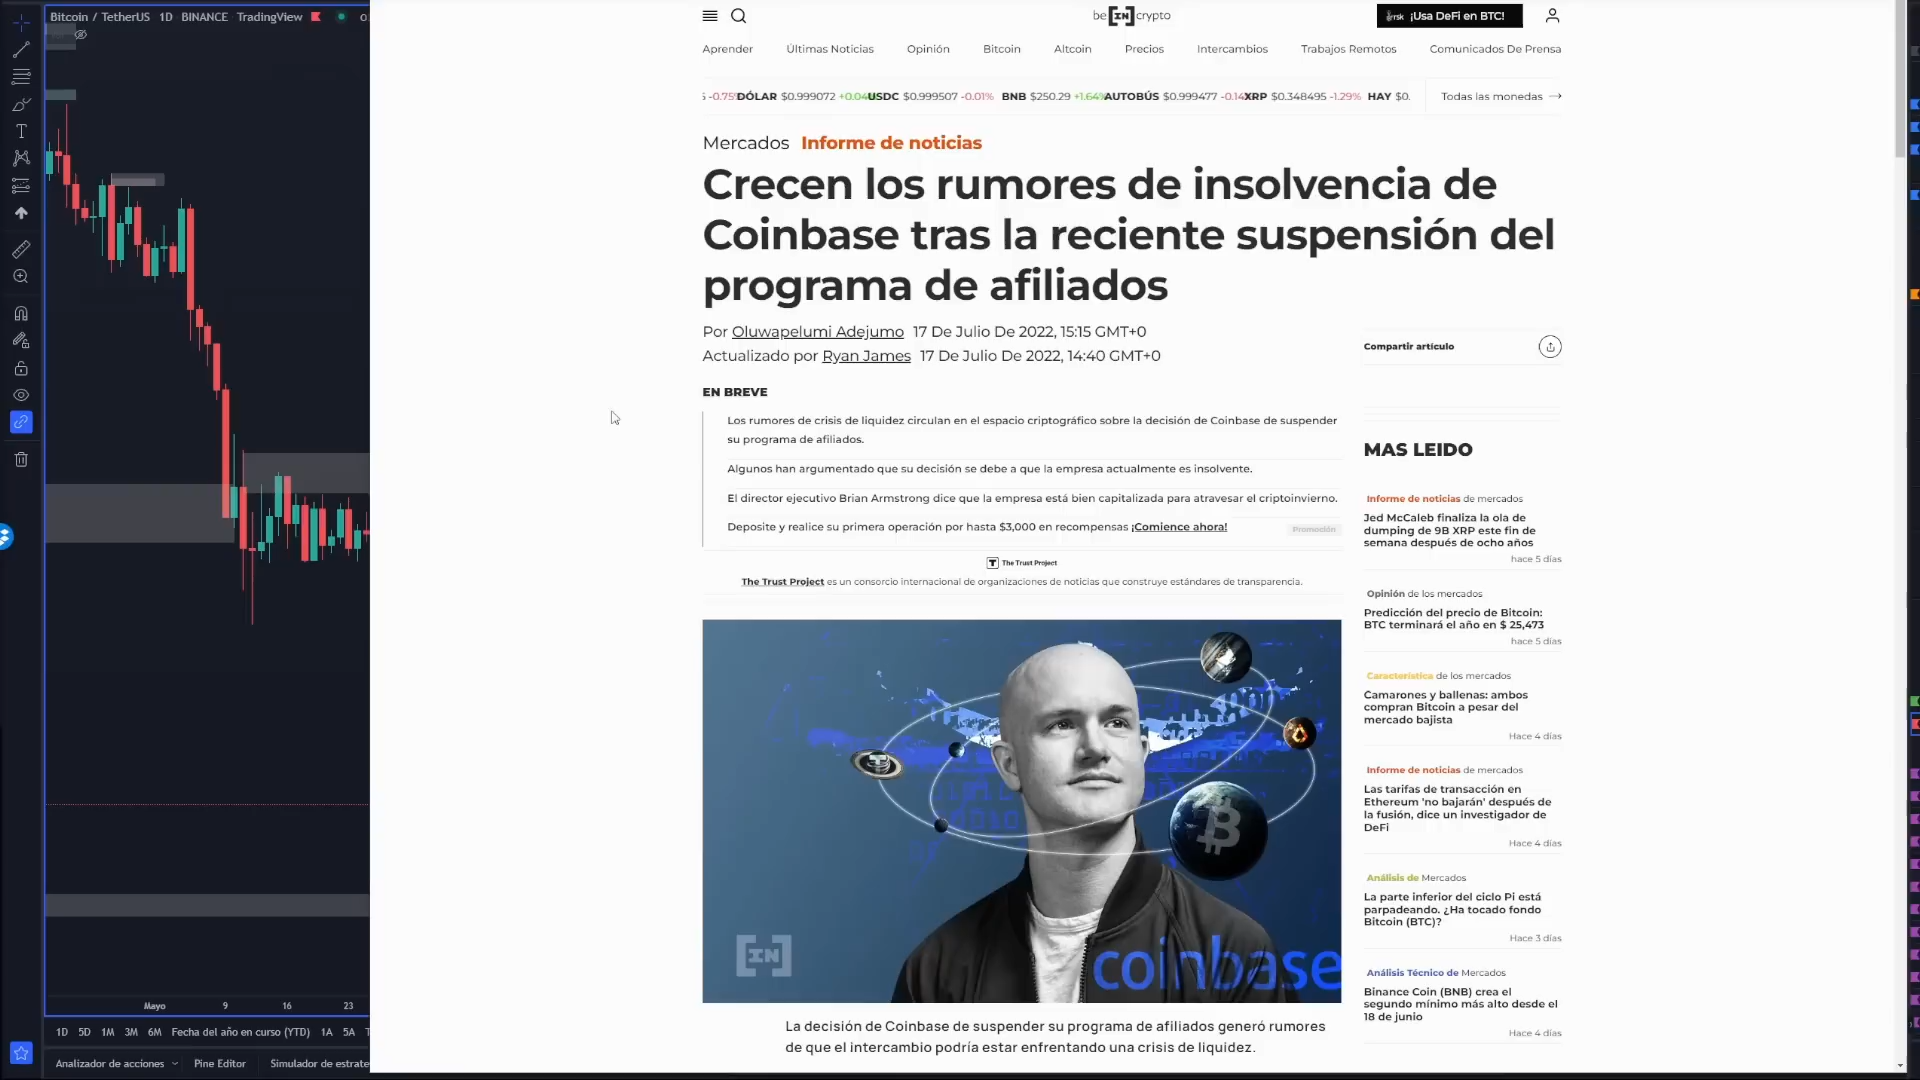 Bitcoin / TetherUS 1D BINANCE TradingView
be [IN] crypto
rsk ¡Usa DeFi en BTC!
Aprender Últimas Noticias Opinión Bitcoin Altcoin Precios Intercambios Trabajos Remotos Comunicados De Prensa
-0.75% DÓLAR $0.999072 USDC $0.999507 -0.01% BNB $250.29 +1.64% AUTOBÚS $0.999477 XRP $0.348495 -1.29% HAY $0.
Todas las monedas →
Mercados Informe de noticias
Crecen los rumores de insolvencia de
Coinbase tras la reciente suspensión del
programa de afiliados
Por Oluwapelumi Adejumo 17 De Julio De 2022, 15:15 GMT+0
Actualizado por Ryan James 17 De Julio De 2022, 14:40 GMT+0
Compartir artículo
EN BREVE
Los rumores de crisis de liquidez circulan en el espacio criptográfico sobre la decisión de Coinbase de suspender
su programa de afiliados.
Algunos han argumentado que su decisión se debe a que la empresa actualmente es insolvente.
El director ejecutivo Brian Armstrong dice que la empresa está bien capitalizada para atravesar el criptoinvierno.
Deposite y realice su primera operación por hasta $3,000 en recompensas ¡Comience ahora!
Promoción
The Trust Project
The Trust Project es un consorcio internacional de organizaciones de noticias que construye estándares de transparencia.
[IN]
coinbase
La decisión de Coinbase de suspender su programa de afiliados generó rumores
de que el intercambio podría estar enfrentando una crisis de liquidez.
MAS LEIDO
Informe de noticias de mercados
Jed McCaleb finaliza la ola de
dumping de 9B XRP este fin de
semana después de ocho años
hace 5 días
Opinión de los mercados
Predicción del precio de Bitcoin:
BTC terminará el año en $ 25,473
hace 5 días
Característica de los mercados
Camarones y ballenas: ambos
compran Bitcoin a pesar del
mercado bajista
Hace 4 días
Informe de noticias de mercados
Las tarifas de transacción en
Ethereum 'no bajarán' después de
la fusión, dice un investigador de
DeFi
Hace 4 días
Análisis de Mercados
La parte inferior del ciclo Pi está
parpadeando. ¿Ha tocado fondo
Bitcoin (BTC)?
Hace 3 días
Análisis Técnico de Mercados
Binance Coin (BNB) crea el
segundo mínimo más alto desde el
18 de junio
Hace 4 días
Mayo 9 16 23
1D 5D 1M 3M 6M Fecha del año en curso (YTD) 1A 5A T
Analizador de acciones Pine Editor Simulador de estrate